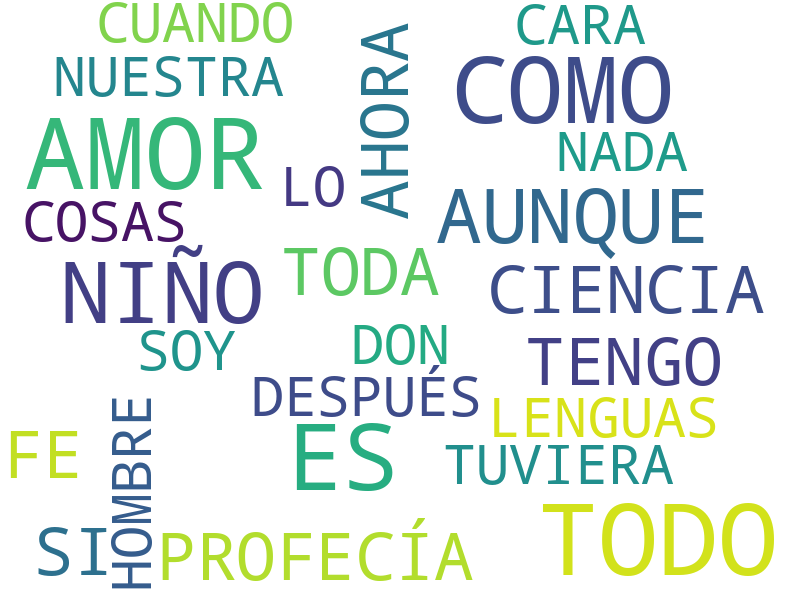 CUANDO
CARA
NUESTRA
AHORA
COMO
AMOR
NADA
LO
COSAS
AUNQUE
NIÑO
TODA
CIENCIA
SOY
DON
TENGO
DESPUÉS
LENGUAS
FE
HOMBRE
ES
TUVIERA
SI
PROFECÍA
TODO